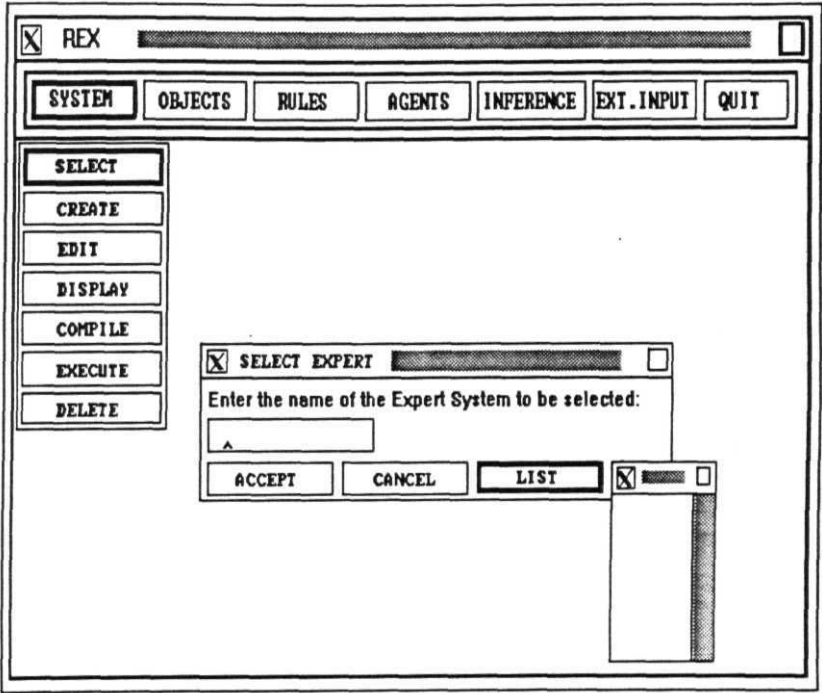 X REX
SYSTEM OBJECTS RULES AGENTS INFERENCE EXT.INPUT QUIT
SELECT
CREATE
EDIT
DISPLAY
COMPILE
EXECUTE
DELETE
X SELECT EXPERT
Enter the name of the Expert System to be selected:
^
ACCEPT CANCEL LIST X